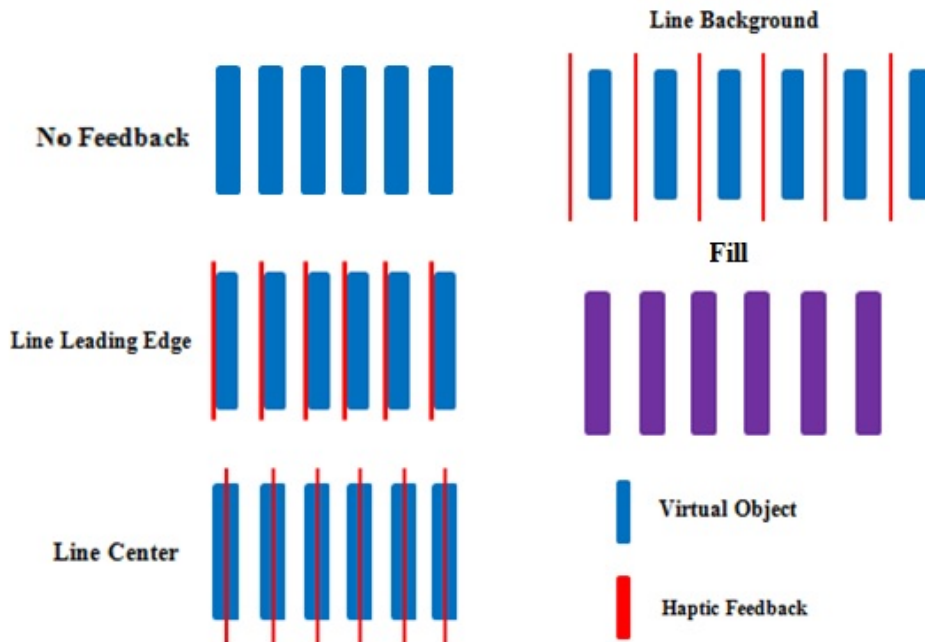 Line Background
No Feedback
Fill
Line Leading Edge
Line Center
Virtual Object
Haptic Feedback